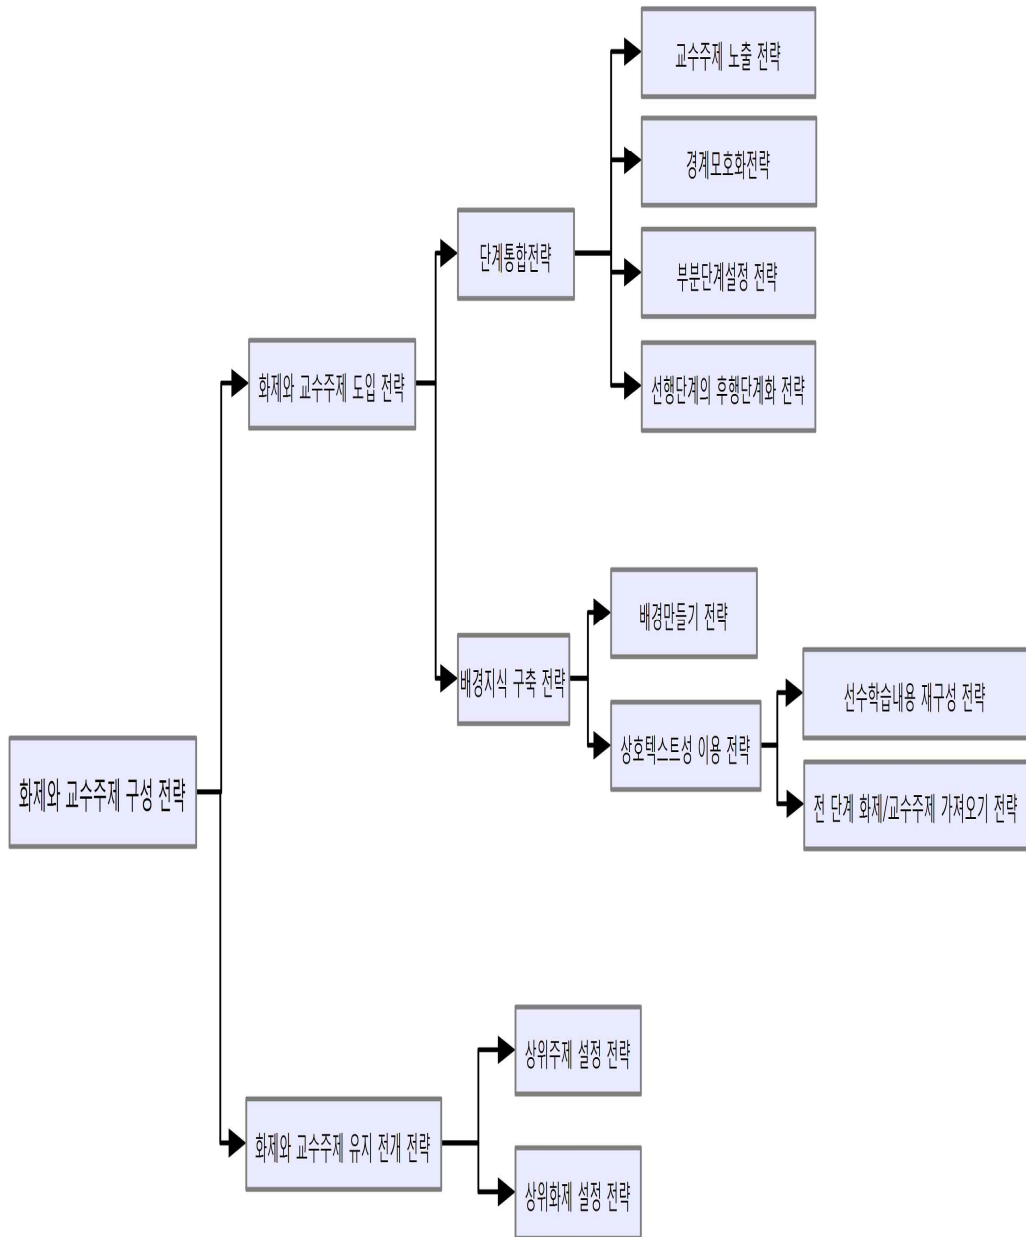 교수주제 노출 전략
경계모호화전략
단계통합전략
부분단계설정 전략
화제와 교수주제 도입 전략
선행단계의 후행단계화 전략
배경만들기 전략
배경지식 구축 전략
선수학습내용 재구성 전략
상호텍스트성 이용 전략
화제와 교수주제 구성 전략
전 단계 화제/교수주제 가져오기 전략
상위주제 설정 전략
화제와 교수주제 유지 전개 전략
상위화제 설정 전략